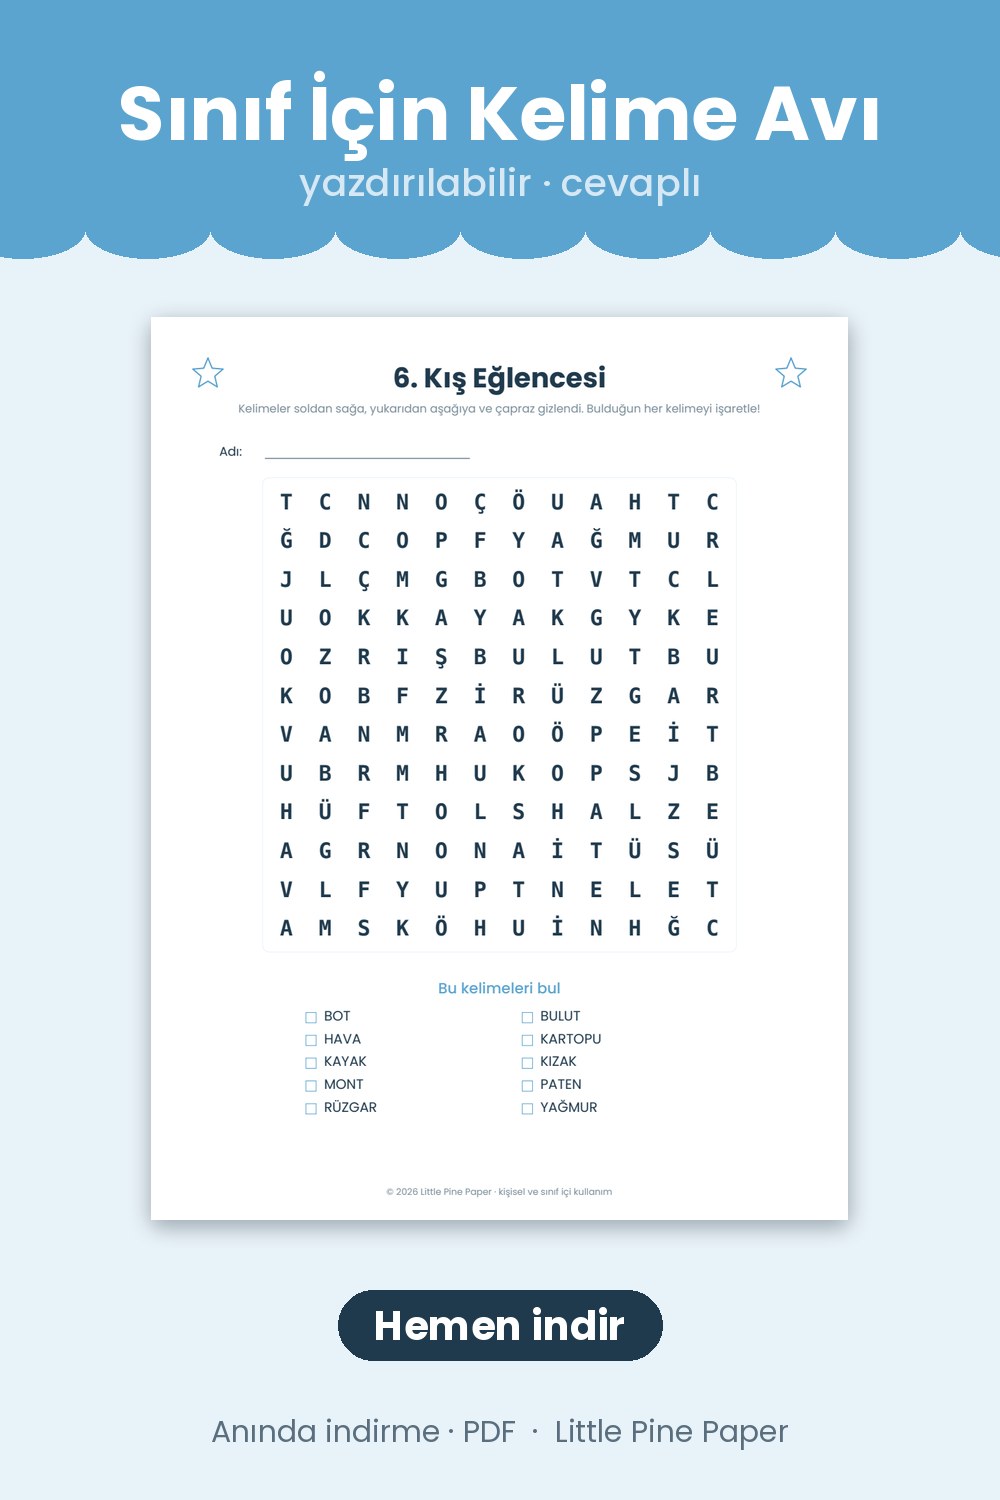 Sınıf İçin Kelime Avı
yazdırılabilir · cevaplı
6. Kış Eğlencesi
Kelimeler soldan sağa, yukarıdan aşağıya ve çapraz gizlendi. Bulduğun her kelimeyi işaretle!
Adı:
T C N N O Ç Ö U A H T C
Ğ D C O P F Y A Ğ M U R
J L Ç M G B O T V T C L
U O K K A Y A K G Y K E
O Z R I Ş B U L U T B U
K O B F Z İ R Ü Z G A R
V A N M R A O Ö P E İ T
U B R M H U K O P S J B
H Ü F T O L S H A L Z E
A G R N O N A İ T Ü S Ü
V L F Y U P T N E L E T
A M S K Ö H U İ N H Ğ C
Bu kelimeleri bul
BOT BULUT
HAVA KARTOPU
KAYAK KIZAK
MONT PATEN
RÜZGAR YAĞMUR
© 2026 Little Pine Paper · kişisel ve sınıf içi kullanım
Hemen indir
Anında indirme · PDF · Little Pine Paper